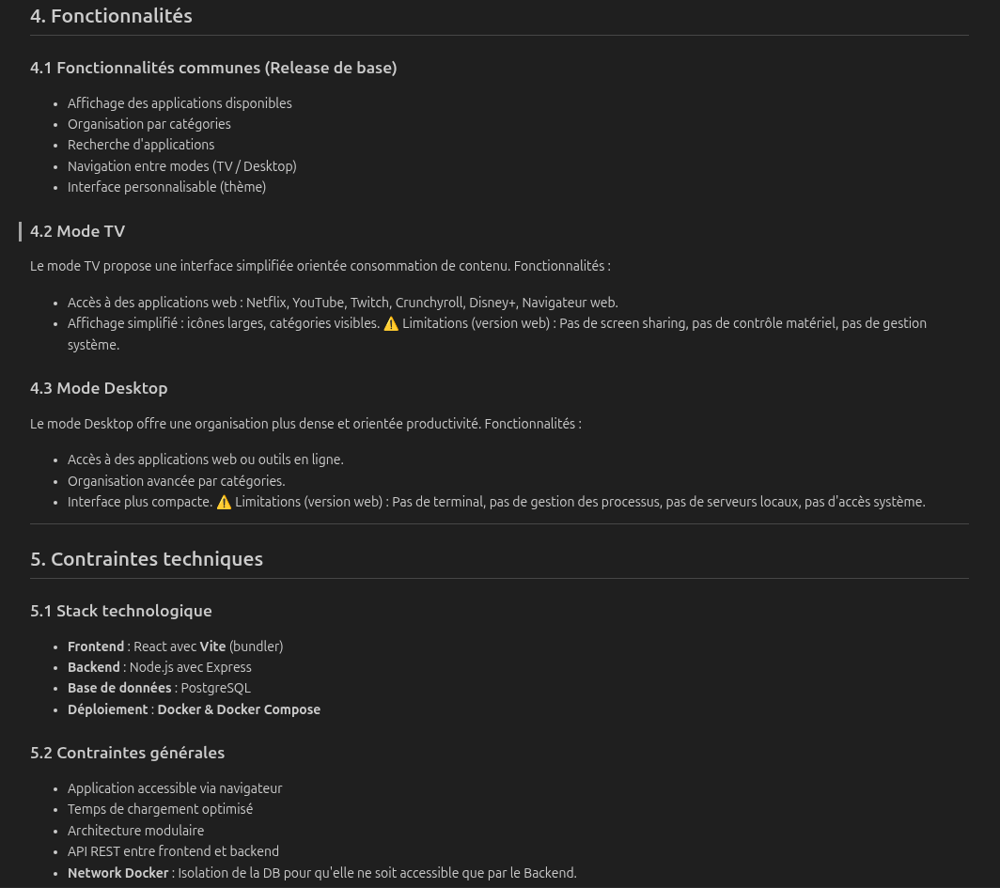 4. Fonctionnalités
4.1 Fonctionnalités communes (Release de base)
• Affichage des applications disponibles
• Organisation par catégories
• Recherche d'applications
• Navigation entre modes (TV / Desktop)
• Interface personnalisable (thème)
4.2 Mode TV
Le mode TV propose une interface simplifiée orientée consommation de contenu. Fonctionnalités :
• Accès à des applications web : Netflix, YouTube, Twitch, Crunchyroll, Disney+, Navigateur web.
• Affichage simplifié : icônes larges, catégories visibles. ⚠️ Limitations (version web) : Pas de screen sharing, pas de contrôle matériel, pas de gestion
système.
4.3 Mode Desktop
Le mode Desktop offre une organisation plus dense et orientée productivité. Fonctionnalités :
• Accès à des applications web ou outils en ligne.
• Organisation avancée par catégories.
• Interface plus compacte. ⚠️ Limitations (version web) : Pas de terminal, pas de gestion des processus, pas de serveurs locaux, pas d'accès système.
5. Contraintes techniques
5.1 Stack technologique
• Frontend : React avec Vite (bundler)
• Backend : Node.js avec Express
• Base de données : PostgreSQL
• Déploiement : Docker & Docker Compose
5.2 Contraintes générales
• Application accessible via navigateur
• Temps de chargement optimisé
• Architecture modulaire
• API REST entre frontend et backend
• Network Docker : Isolation de la DB pour qu'elle ne soit accessible que par le Backend.